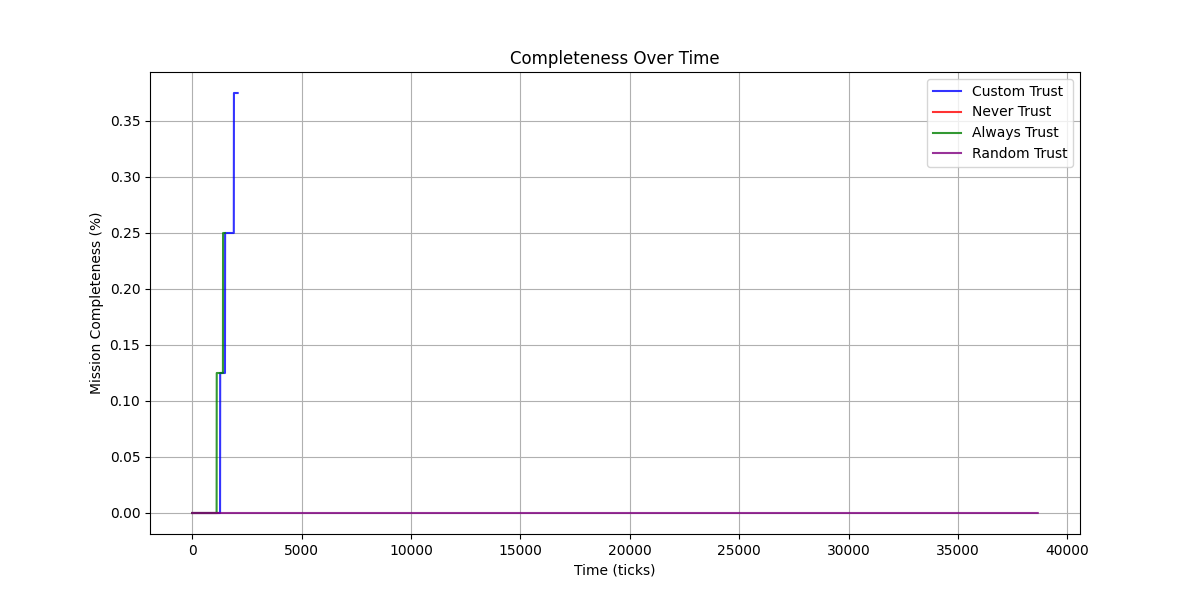 Completeness Over Time
Custom Trust
Never Trust
Always Trust
Random Trust
Mission Completeness (%)
0.35
0.30
0.25
0.20
0.15
0.10
0.05
0.00
0 5000 10000 15000 20000 25000 30000 35000 40000
Time (ticks)